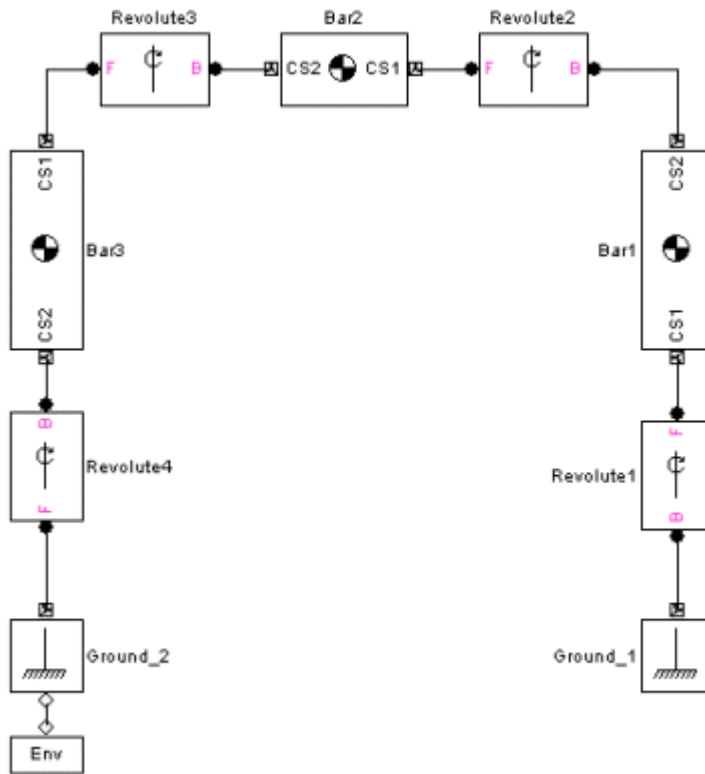 Revolute3 Bar2 Revolute2
F B CS2 CS1 F B
CS1 CS2
Bar3 Bar1
CS2 CS1
B F
Revolute4 Revolute1
F B
Ground_2 Ground_1
Env